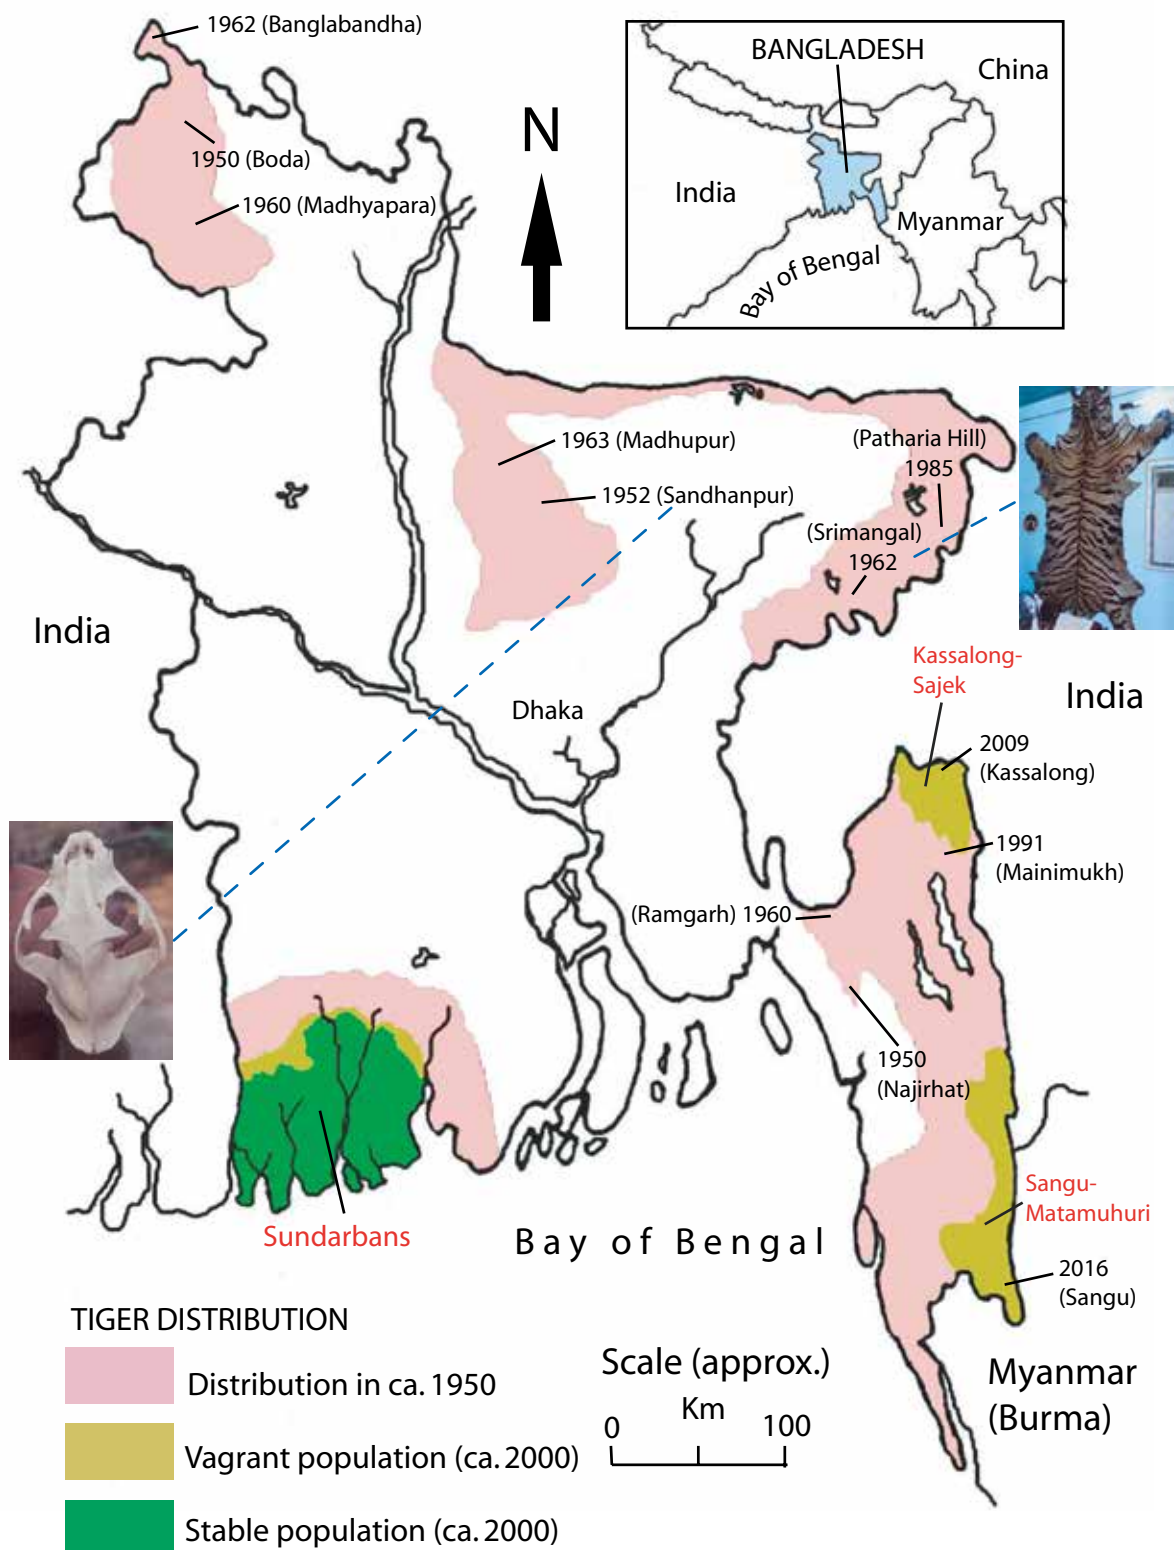 1962 (Banglabandha)
1950 (Boda)
1960 (Madhyapara)
N
BANGLADESH
China
India
Myanmar
Bay of Bengal
1963 (Madhupur)
1952 (Sandhanpur)
(Patharia Hill)
1985
(Srimangal)
1962
India
Dhaka
Kassalong-
Sajek
India
2009
(Kassalong)
1991
(Mainimukh)
(Ramgarh) 1960
1950
(Najirhat)
Sundarbans
Bay of Bengal
Sangu-
Matamuhuri
2016
(Sangu)
Myanmar
(Burma)
TIGER DISTRIBUTION
Distribution in ca. 1950
Vagrant population (ca. 2000)
Stable population (ca. 2000)
Scale (approx.)
Km
0 100